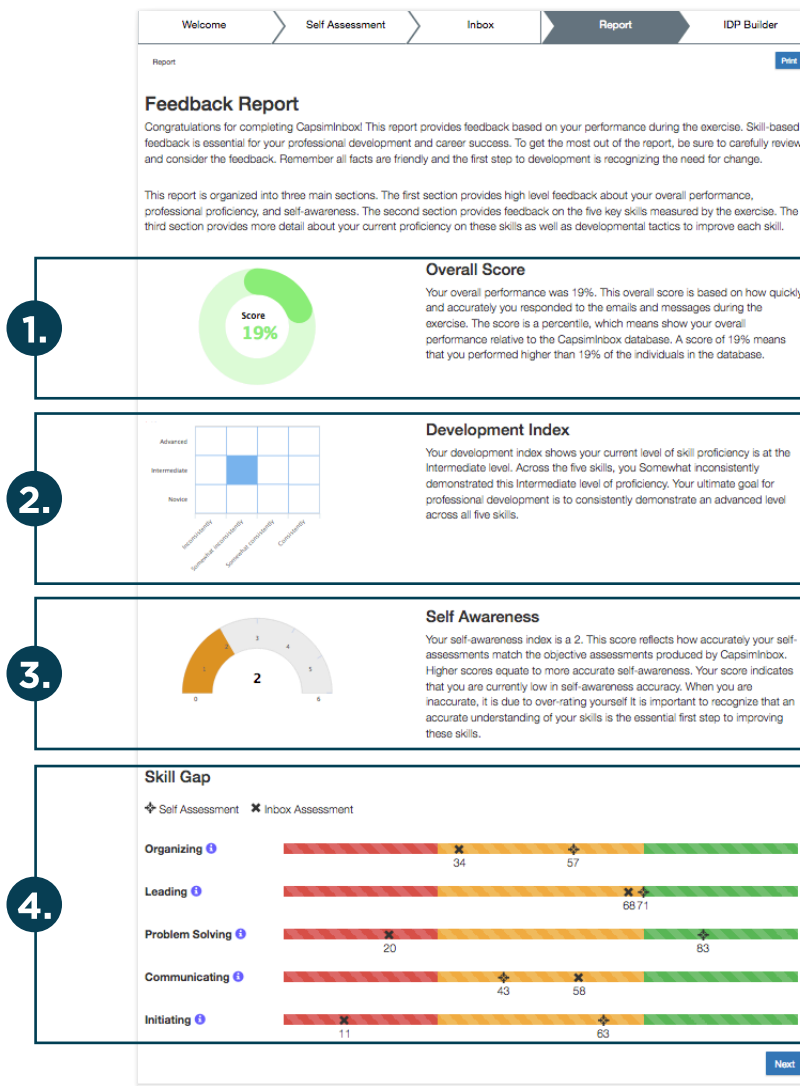 Welcome
Self Assessment
Inbox
Report
IDP Builder
Report
Print
Feedback Report
Congratulations for completing CapsimInbox! This report provides feedback based on your performance during the exercise. Skill-based
feedback is essential for your professional development and career success. To get the most out of the report, be sure to carefully review
and consider the feedback. Remember all facts are friendly and the first step to development is recognizing the need for change.
This report is organized into three main sections. The first section provides high level feedback about your overall performance,
professional proficiency, and self-awareness. The second section provides feedback on the five key skills measured by the exercise. The
third section provides more detail about your current proficiency on these skills as well as developmental tactics to improve each skill.
1.
Score
19%
Overall Score
Your overall performance was 19%. This overall score is based on how quickly
and accurately you responded to the emails and messages during the
exercise. The score is a percentile, which means show your overall
performance relative to the CapsimInbox database. A score of 19% means
that you performed higher than 19% of the individuals in the database.
2.
Advanced
Intermediate
Novice
Inconsistently
Somewhat inconsistently
Somewhat consistently
Consistently
Development Index
Your development index shows your current level of skill proficiency is at the
Intermediate level. Across the five skills, you Somewhat inconsistently
demonstrated this Intermediate level of proficiency. Your ultimate goal for
professional development is to consistently demonstrate an advanced level
across all five skills.
3.
0
1
2
3
4
5
6
2
Self Awareness
Your self-awareness index is a 2. This score reflects how accurately your self-
assessments match the objective assessments produced by CapsimInbox.
Higher scores equate to more accurate self-awareness. Your score indicates
that you are currently low in self-awareness accuracy. When you are
inaccurate, it is due to over-rating yourself It is important to recognize that an
accurate understanding of your skills is the essential first step to improving
these skills.
4.
Skill Gap
Self Assessment
Inbox Assessment
Organizing
34
57
Leading
68
71
Problem Solving
20
83
Communicating
43
58
Initiating
11
63
Next